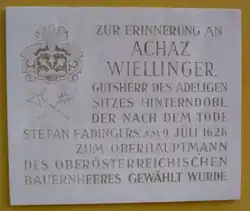 ZUR ERINNERUNG AN
ACHAZ
WIELLINGER.
GUTSHERR DES ADELIGEN
SITZES HINTERNDOBL.
DER NACH DEM TODE
STEFAN FADINGERS AM 9. JULI 1626
ZUM OBERHAUPTMANN
DES OBERÖSTERREICHISCHEN
BAUERNHEERES GEWÄHLT WURDE